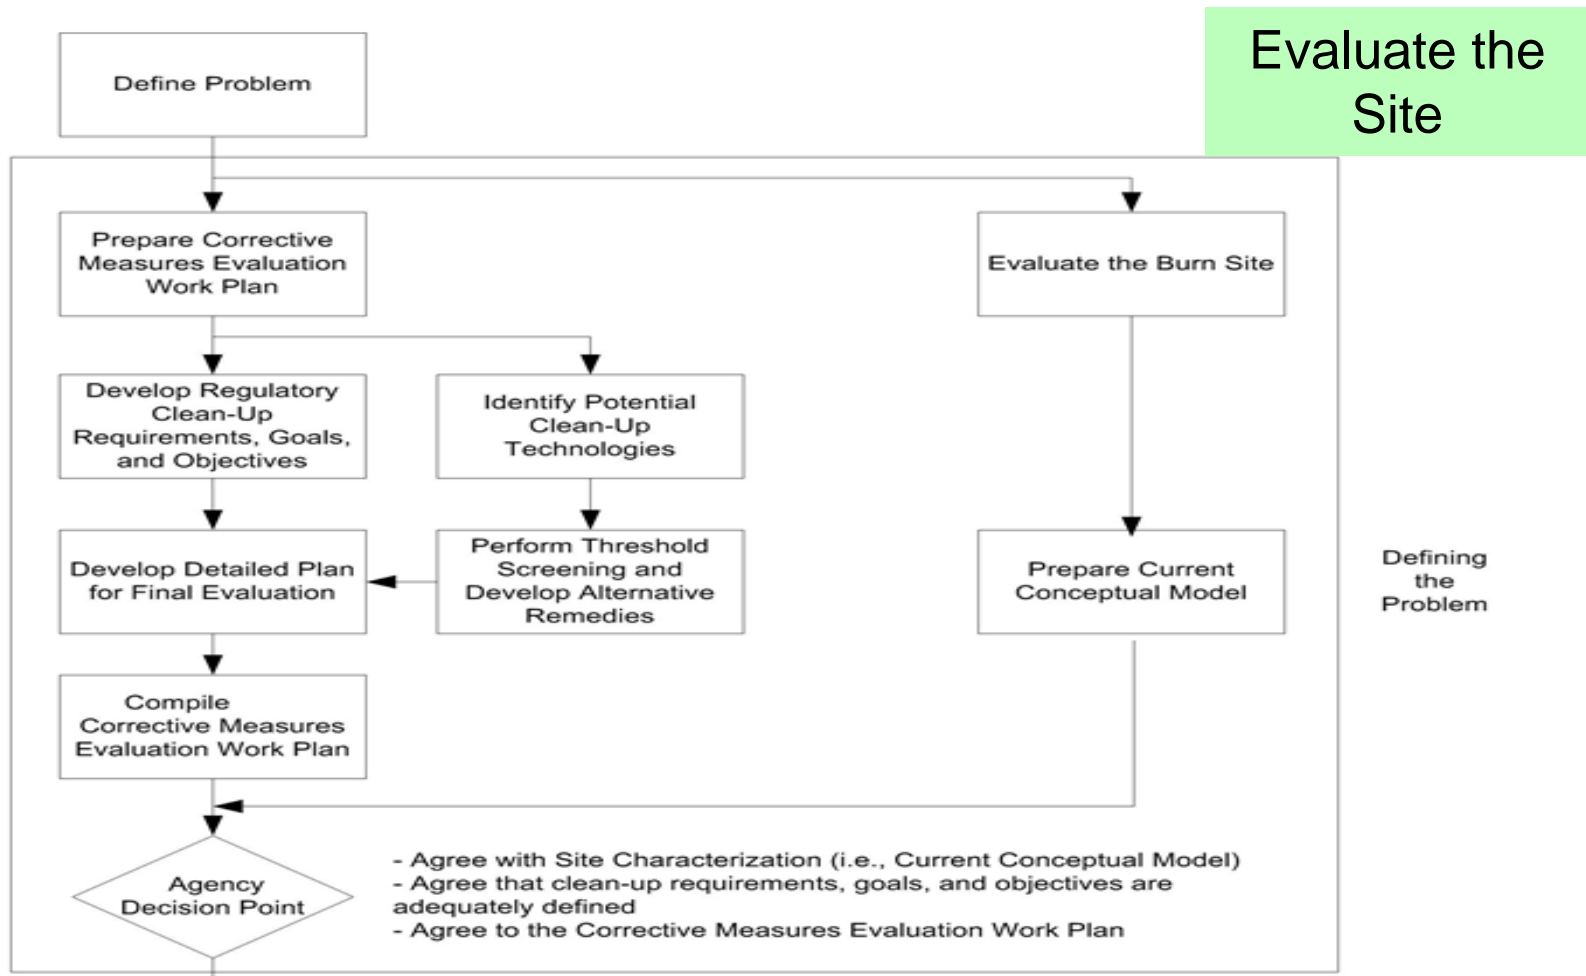 Evaluate the
Site
Define Problem
Prepare Corrective
Measures Evaluation
Work Plan
Evaluate the Burn Site
Develop Regulatory
Clean-Up
Requirements, Goals,
and Objectives
Identify Potential
Clean-Up
Technologies
Develop Detailed Plan
for Final Evaluation
Perform Threshold
Screening and
Develop Alternative
Remedies
Prepare Current
Conceptual Model
Defining
the
Problem
Compile
Corrective Measures
Evaluation Work Plan
Agency
Decision Point
- Agree with Site Characterization (i.e., Current Conceptual Model)
- Agree that clean-up requirements, goals, and objectives are
adequately defined
- Agree to the Corrective Measures Evaluation Work Plan